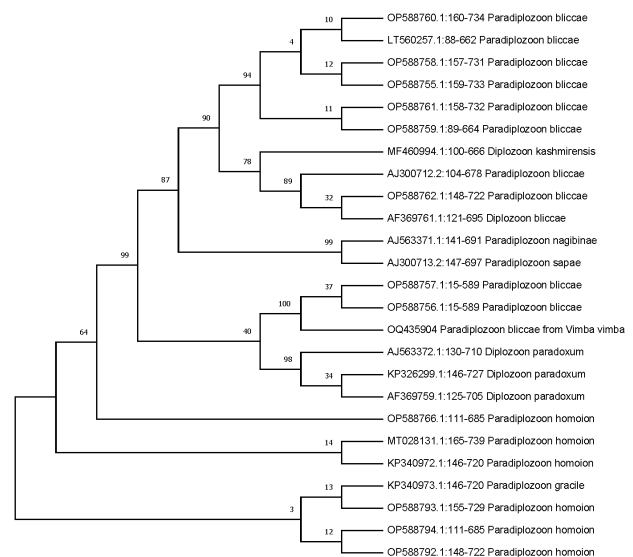 10
OP588760.1:160-734 Paradiplozoon bliccae
4
LT560257.1:88-662 Paradiplozoon bliccae
12
OP588758.1:157-731 Paradiplozoon bliccae
94
OP588755.1:159-733 Paradiplozoon bliccae
11
OP588761.1:158-732 Paradiplozoon bliccae
90
OP588759.1:89-664 Paradiplozoon bliccae
78
MF460994.1:100-666 Diplozoon kashmirensis
89
AJ300712.2:104-678 Paradiplozoon bliccae
87
32
OP588762.1:148-722 Paradiplozoon bliccae
AF369761.1:121-695 Diplozoon bliccae
99
AJ563371.1:141-691 Paradiplozoon nagibinae
99
AJ300713.2:147-697 Paradiplozoon sapae
37
OP588757.1:15-589 Paradiplozoon bliccae
100
OP588756.1:15-589 Paradiplozoon bliccae
64
OQ435904 Paradiplozoon bliccae from Vimba vimba
40
98
AJ563372.1:130-710 Diplozoon paradoxum
34
KP326299.1:146-727 Diplozoon paradoxum
AF369759.1:125-705 Diplozoon paradoxum
OP588766.1:111-685 Paradiplozoon homoion
14
MT028131.1:165-739 Paradiplozoon homoion
KP340972.1:146-720 Paradiplozoon homoion
13
KP340973.1:146-720 Paradiplozoon gracile
3
OP588793.1:155-729 Paradiplozoon homoion
12
OP588794.1:111-685 Paradiplozoon homoion
OP588792.1:148-722 Paradiplozoon homoion